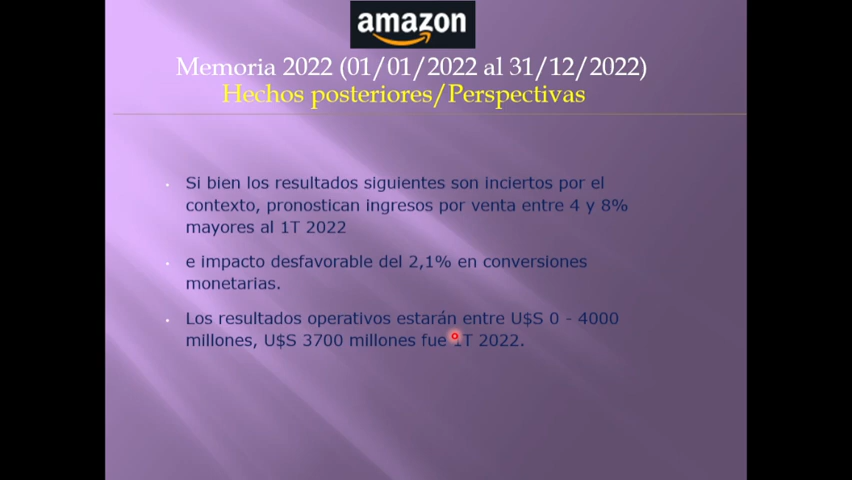 amazon
Memoria 2022 (01/01/2022 al 31/12/2022)
Hechos posteriores/Perspectivas
Si bien los resultados siguientes son inciertos por el
contexto, pronostican ingresos por venta entre 4 y 8%
mayores al 1T 2022
e impacto desfavorable del 2,1% en conversiones
monetarias.
Los resultados operativos estarán entre U$S 0 - 4000
millones, U$S 3700 millones fue 1T 2022.